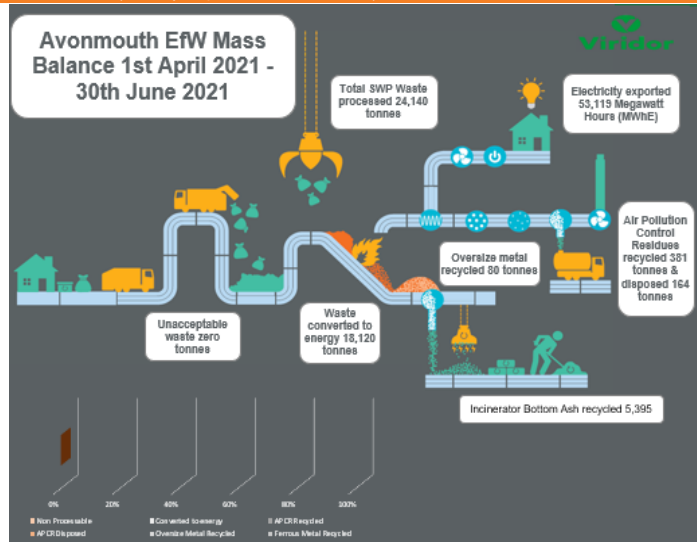 Avonmouth EfW Mass
Balance 1st April 2021 -
30th June 2021
Viridor
Total SWP Waste
processed 24,140
tonnes
Electricity exported
53,119 Megawatt
Hours (MWhE)
Air Pollution
Control
Residues
recycled 381
tonnes &
disposed 164
tonnes
Oversize metal
recycled 80 tonnes
Unacceptable
waste zero
tonnes
Waste
converted to
energy 18,120
tonnes
Incinerator Bottom Ash recycled 5,395
0% 20% 40% 60% 80% 100%
Non Processable Converted to energy APCR Recycled
APCR Disposed Oversize Metal Recycled Ferrous Metal Recycled